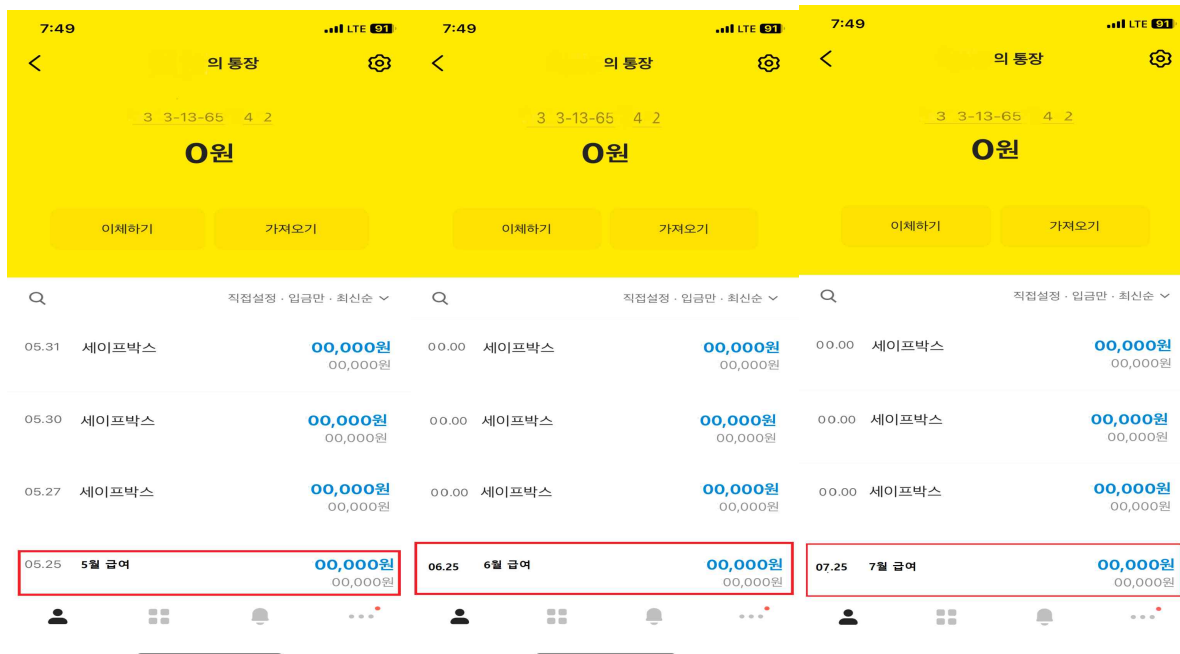 7:49 LTE 91
의 통장
3 3-13-65 4 2
0원
이체하기 가져오기
직접설정 · 입금만 · 최신순
05.31 세이프박스 00,000원
00,000원
05.30 세이프박스 00,000원
00,000원
05.27 세이프박스 00,000원
00,000원
05.25 5월 급여 00,000원
00,000원
7:49 LTE 91
의 통장
3 3-13-65 4 2
0원
이체하기 가져오기
직접설정 · 입금만 · 최신순
00.00 세이프박스 00,000원
00,000원
00.00 세이프박스 00,000원
00,000원
00.00 세이프박스 00,000원
00,000원
06.25 6월 급여 00,000원
00,000원
7:49 LTE 91
의 통장
3 3-13-65 4 2
0원
이체하기 가져오기
직접설정 · 입금만 · 최신순
00.00 세이프박스 00,000원
00,000원
00.00 세이프박스 00,000원
00,000원
00.00 세이프박스 00,000원
00,000원
07.25 7월 급여 00,000원
00,000원